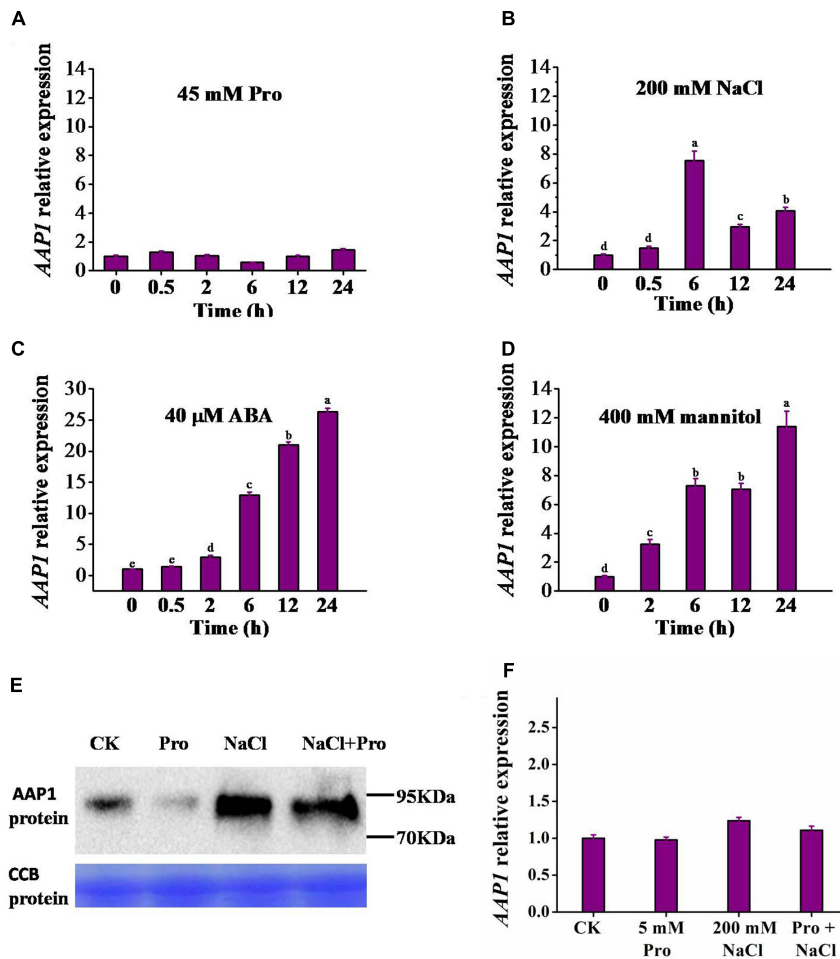 A
14
12
10
8
6
4
2
0
AAP1 relative expression
45 mM Pro
0 0.5 2 6 12 24
Time (h)
B
14
12
10
8
6
4
2
0
AAP1 relative expression
200 mM NaCl
d d a c b
0 0.5 6 12 24
Time (h)
C
30
25
20
15
10
5
0
AAP1 relative expression
40 μM ABA
e e d c b a
0 0.5 2 6 12 24
Time (h)
D
14
12
10
8
6
4
2
0
AAP1 relative expression
400 mM mannitol
d c b b a
0 2 6 12 24
Time (h)
E
CK Pro NaCl NaCl+Pro
AAP1
protein
95KDa
70KDa
CCB
protein
F
2.5
2.0
1.5
1.0
0.5
0.0
AAP1 relative expression
CK 5 mM 200 mM Pro +
Pro NaCl NaCl